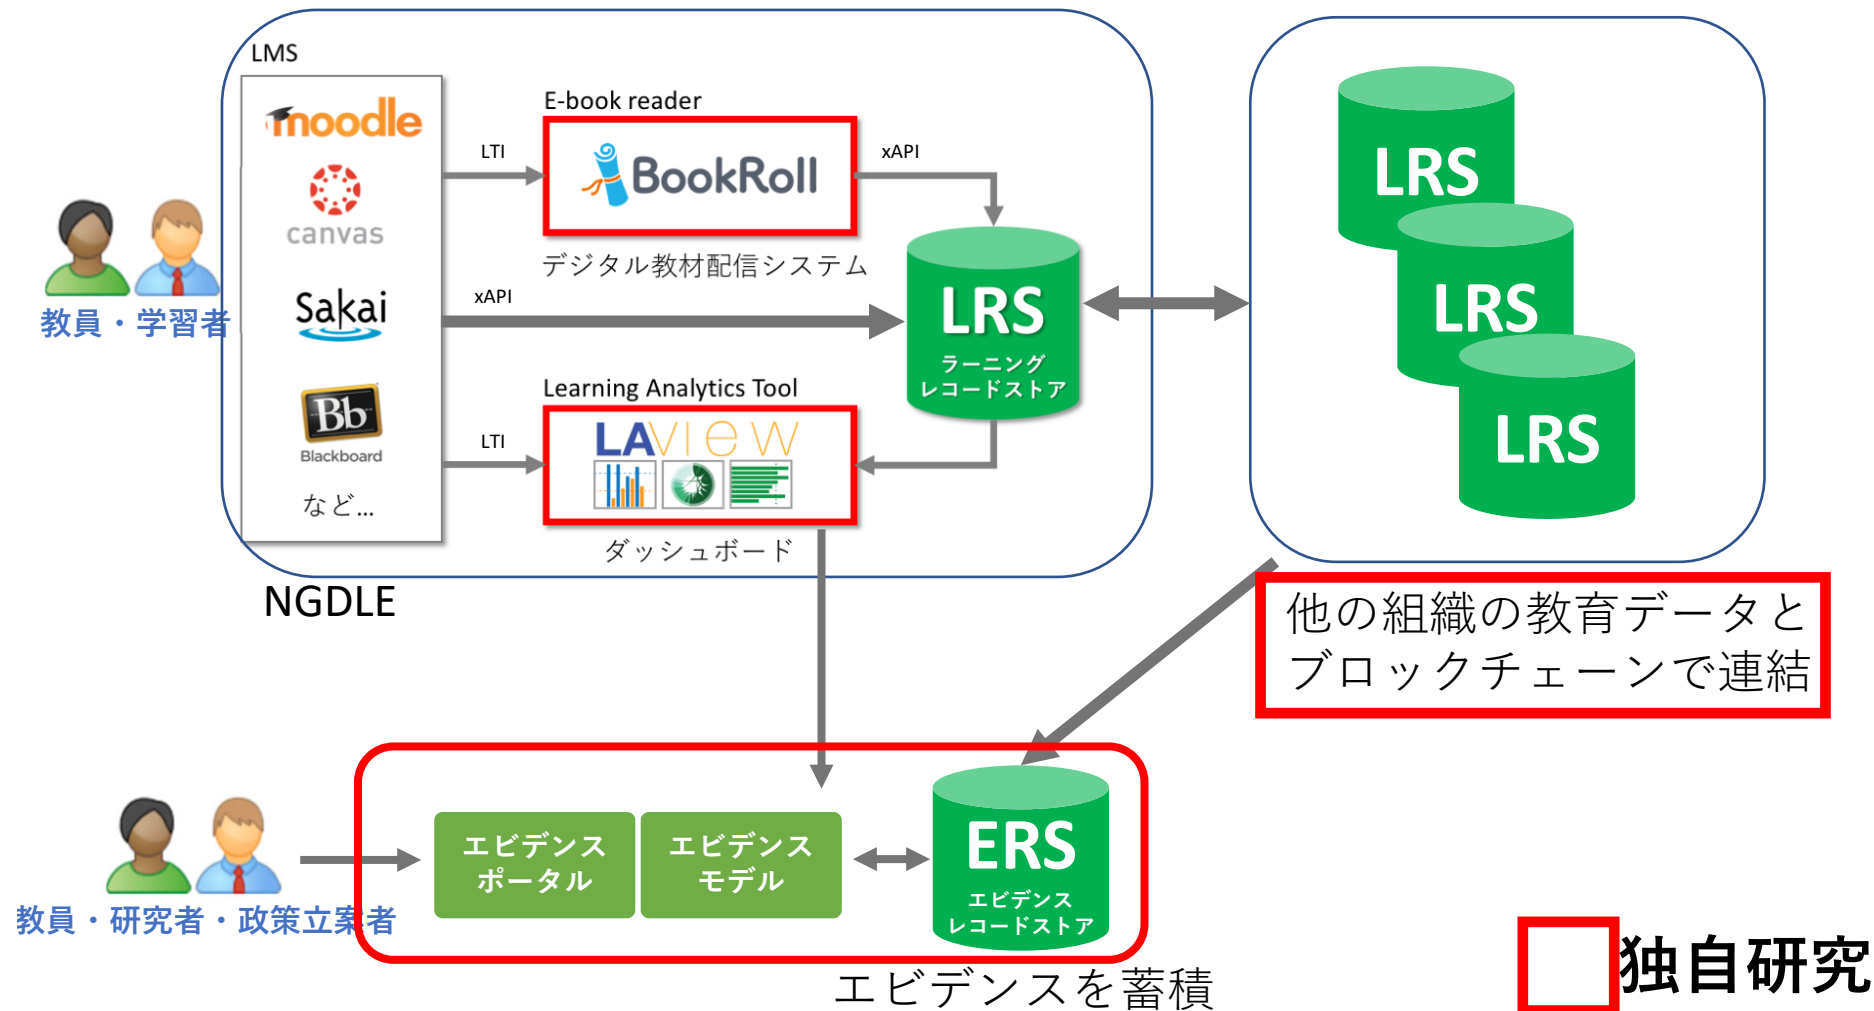 LMS
moodle
canvas
Sakai
Bb
Blackboard
など...
教員・学習者
LTI
E-book reader
BookRoll
デジタル教材配信システム
xAPI
xAPI
LRS
ラーニング
レコードストア
Learning Analytics Tool
LTI
LAVIEW
ダッシュボード
NGDLE
LRS
LRS
LRS
他の組織の教育データと
ブロックチェーンで連結
教員・研究者・政策立案者
エビデンス
ポータル
エビデンス
モデル
ERS
エビデンス
レコードストア
エビデンスを蓄積
独自研究